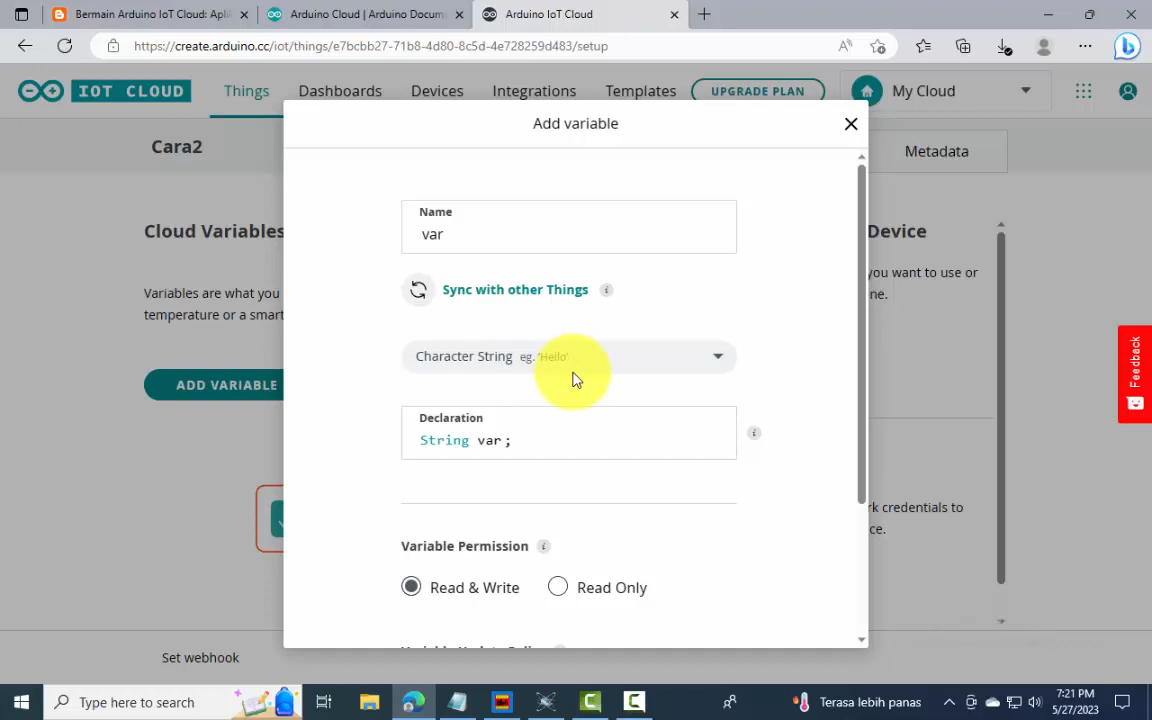 Bermain Arduino IoT Cloud: Apli
Arduino Cloud | Arduino Docum
Arduino IoT Cloud
https://create.arduino.cc/iot/things/e7bcbb27-71b8-4d80-8c5d-4e728259d483/setup
IOT CLOUD
Things
Dashboards
Devices
Integrations
Templates
UPGRADE PLAN
My Cloud
Cara2
Metadata
Add variable
Cloud Variables
Variables are what you
temperature or a smart
ADD VARIABLE
Name
var
Sync with other Things
Character String eg. 'Hello'
Declaration
String var;
Variable Permission
Read & Write
Read Only
Device
you want to use or
ne.
rk credentials to
ce.
Feedback
Set webhook
Type here to search
Terasa lebih panas
7:21 PM
5/27/2023